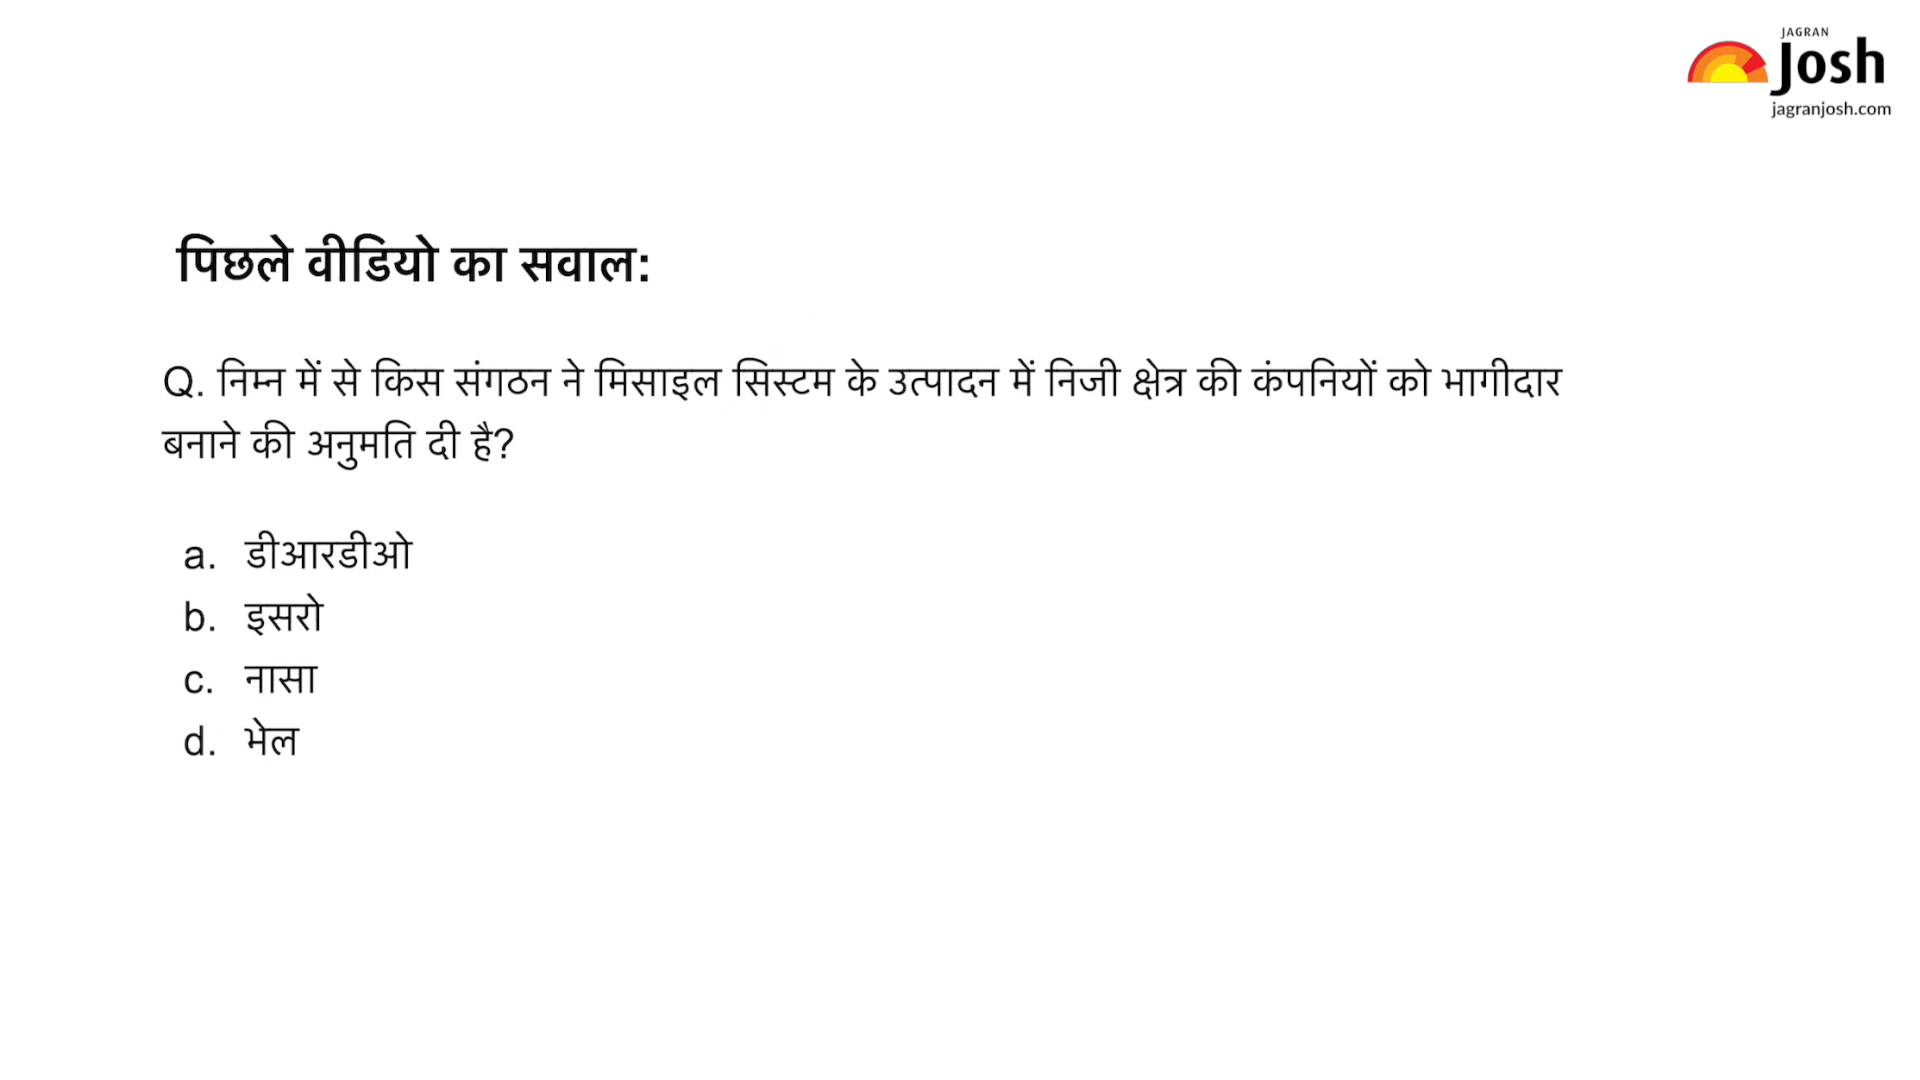 JAGRAN
Josh
jagranjosh.com
पिछले वीडियो का सवाल:
Q. निम्न में से किस संगठन ने मिसाइल सिस्टम के उत्पादन में निजी क्षेत्र की कंपनियों को भागीदार
बनाने की अनुमति दी है?
a. डीआरडीओ
b. इसरो
c. नासा
d. भेल